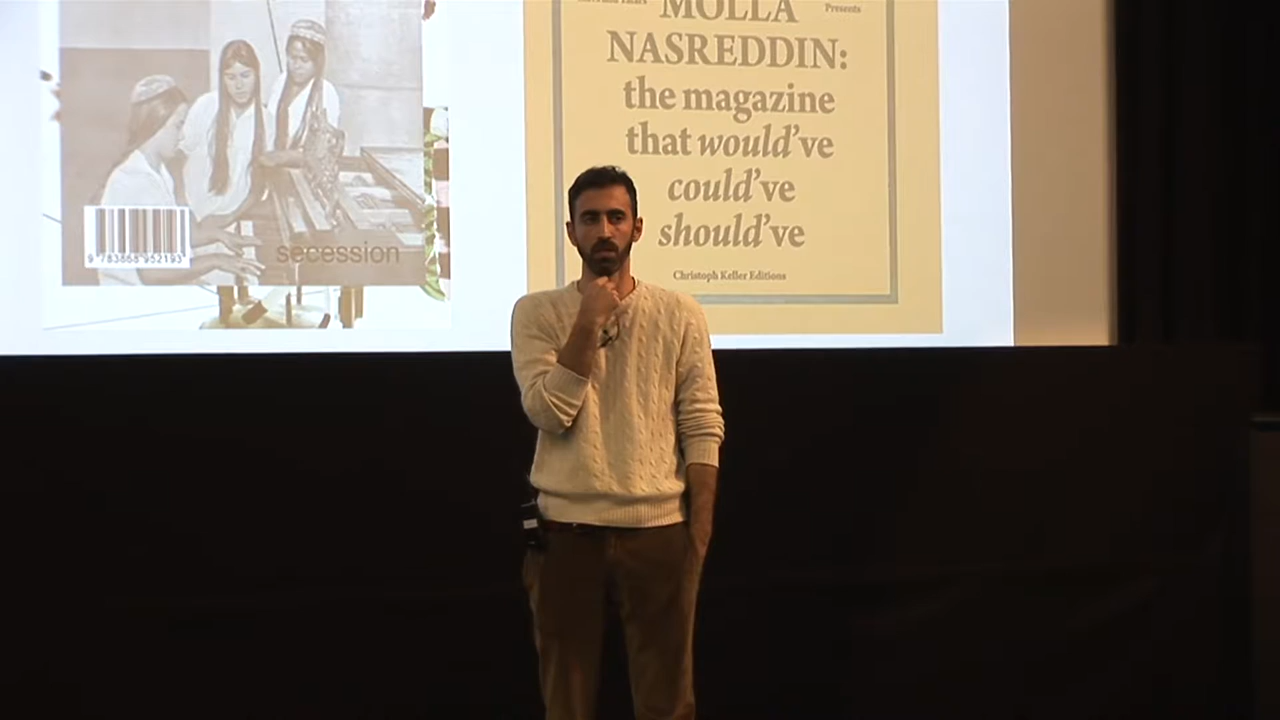 9 783868 952193
secession
Presents
MOLLA
NASREDDIN:
the magazine
that would've
could've
should've
Christoph Keller Editions